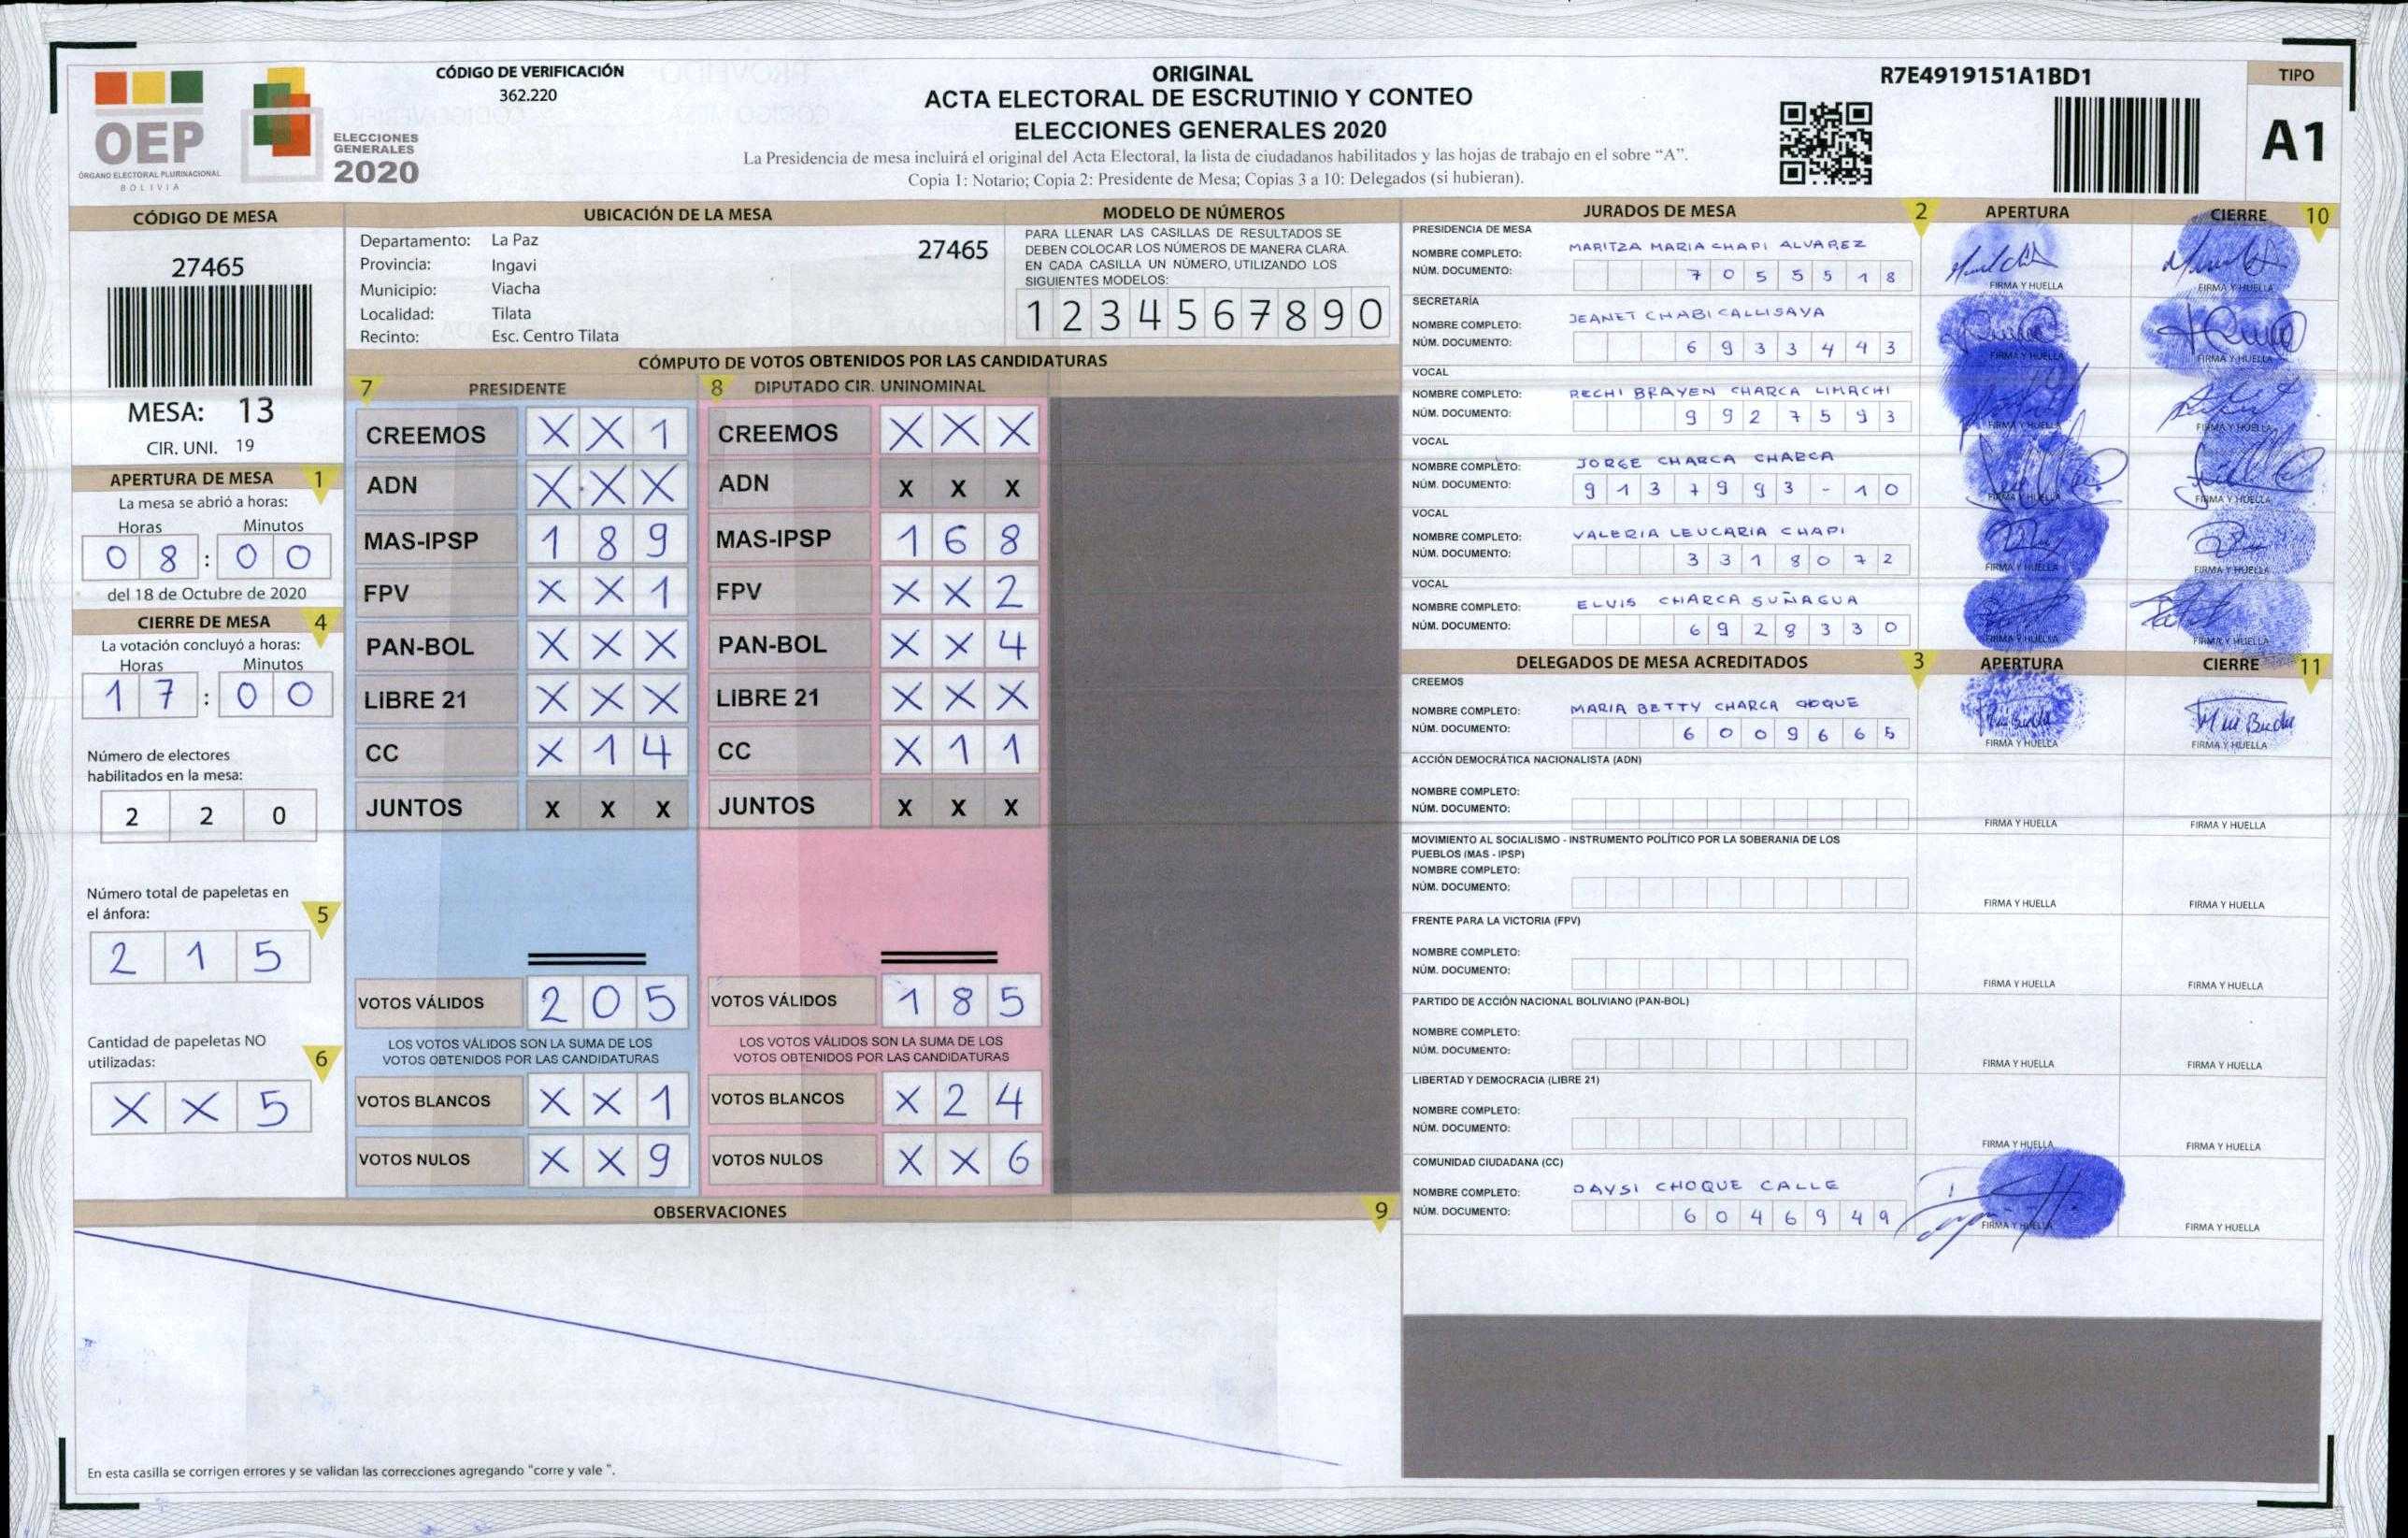 OEP
ÓRGANO ELECTORAL PLURINACIONAL
BOLIVIA
ELECCIONES
GENERALES
2020
CÓDIGO DE VERIFICACIÓN
362.220
ORIGINAL
ACTA ELECTORAL DE ESCRUTINIO Y CONTEO
ELECCIONES GENERALES 2020
La Presidencia de mesa incluirá el original del Acta Electoral, la lista de ciudadanos habilitados y las hojas de trabajo en el sobre “A”.
Copia 1: Notario; Copia 2: Presidente de Mesa; Copias 3 a 10: Delegados (si hubieran).
R7E4919151A1BD1
TIPO
A1
CÓDIGO DE MESA
27465
MESA: 13
CIR. UNI. 19
APERTURA DE MESA 1
La mesa se abrió a horas:
Horas Minutos
0 8 : 0 0
del 18 de Octubre de 2020
CIERRE DE MESA 4
La votación concluyó a horas:
Horas Minutos
1 7 : 0 0
Número de electores
habilitados en la mesa:
2 2 0
Número total de papeletas en
el ánfora: 5
2 1 5
Cantidad de papeletas NO
utilizadas: 6
X X 5
UBICACIÓN DE LA MESA
Departamento: La Paz 27465
Provincia: Ingavi
Municipio: Viacha
Localidad: Tilata
Recinto: Esc. Centro Tilata
MODELO DE NÚMEROS
PARA LLENAR LAS CASILLAS DE RESULTADOS SE
DEBEN COLOCAR LOS NÚMEROS DE MANERA CLARA.
EN CADA CASILLA UN NÚMERO, UTILIZANDO LOS
SIGUIENTES MODELOS:
1 2 3 4 5 6 7 8 9 0
CÓMPUTO DE VOTOS OBTENIDOS POR LAS CANDIDATURAS
7 PRESIDENTE 8 DIPUTADO CIR. UNINOMINAL
CREEMOS X X 1 CREEMOS X X X
ADN X X X ADN X X X
MAS-IPSP 1 8 9 MAS-IPSP 1 6 8
FPV X X 1 FPV X X 2
PAN-BOL X X X PAN-BOL X X 4
LIBRE 21 X X X LIBRE 21 X X X
CC X 1 4 CC X 1 1
JUNTOS X X X JUNTOS X X X
VOTOS VÁLIDOS 2 0 5 VOTOS VÁLIDOS 1 8 5
LOS VOTOS VÁLIDOS SON LA SUMA DE LOS LOS VOTOS VÁLIDOS SON LA SUMA DE LOS
VOTOS OBTENIDOS POR LAS CANDIDATURAS VOTOS OBTENIDOS POR LAS CANDIDATURAS
VOTOS BLANCOS X X 1 VOTOS BLANCOS X 2 4
VOTOS NULOS X X 9 VOTOS NULOS X X 6
OBSERVACIONES 9
En esta casilla se corrigen errores y se validan las correcciones agregando "corre y vale ".
JURADOS DE MESA 2 APERTURA CIERRE 10
PRESIDENCIA DE MESA
NOMBRE COMPLETO: MARITZA MARIA CHAPI ALVAREZ
NÚM. DOCUMENTO: 7 0 5 5 5 1 8
FIRMA Y HUELLA FIRMA Y HUELLA
SECRETARÍA
NOMBRE COMPLETO: JEANET CHABI CALLISAYA
NÚM. DOCUMENTO: 6 9 3 3 4 4 3
FIRMA Y HUELLA FIRMA Y HUELLA
VOCAL
NOMBRE COMPLETO: RECHI BRAYEN CHARCA LIMACHI
NÚM. DOCUMENTO: 9 9 2 7 5 9 3
FIRMA Y HUELLA FIRMA Y HUELLA
VOCAL
NOMBRE COMPLETO: JORGE CHARCA CHARCA
NÚM. DOCUMENTO: 9 1 3 7 9 9 3 - 1 0
FIRMA Y HUELLA FIRMA Y HUELLA
VOCAL
NOMBRE COMPLETO: VALERIA LEUCARIA CHAPI
NÚM. DOCUMENTO: 3 3 1 8 0 7 2
FIRMA Y HUELLA FIRMA Y HUELLA
VOCAL
NOMBRE COMPLETO: ELVIS CHARCA SUÑAGUA
NÚM. DOCUMENTO: 6 9 2 8 3 3 0
FIRMA Y HUELLA FIRMA Y HUELLA
DELEGADOS DE MESA ACREDITADOS 3 APERTURA CIERRE 11
CREEMOS
NOMBRE COMPLETO: MARIA BETTY CHARCA CHOQUE
NÚM. DOCUMENTO: 6 0 0 9 6 6 5
FIRMA Y HUELLA FIRMA Y HUELLA
ACCIÓN DEMOCRÁTICA NACIONALISTA (ADN)
NOMBRE COMPLETO:
NÚM. DOCUMENTO:
FIRMA Y HUELLA FIRMA Y HUELLA
MOVIMIENTO AL SOCIALISMO - INSTRUMENTO POLÍTICO POR LA SOBERANIA DE LOS
PUEBLOS (MAS - IPSP)
NOMBRE COMPLETO:
NÚM. DOCUMENTO:
FIRMA Y HUELLA FIRMA Y HUELLA
FRENTE PARA LA VICTORIA (FPV)
NOMBRE COMPLETO:
NÚM. DOCUMENTO:
FIRMA Y HUELLA FIRMA Y HUELLA
PARTIDO DE ACCIÓN NACIONAL BOLIVIANO (PAN-BOL)
NOMBRE COMPLETO:
NÚM. DOCUMENTO:
FIRMA Y HUELLA FIRMA Y HUELLA
LIBERTAD Y DEMOCRACIA (LIBRE 21)
NOMBRE COMPLETO:
NÚM. DOCUMENTO:
FIRMA Y HUELLA FIRMA Y HUELLA
COMUNIDAD CIUDADANA (CC)
NOMBRE COMPLETO: DAYSI CHOQUE CALLE
NÚM. DOCUMENTO: 6 0 4 6 9 4 9
FIRMA Y HUELLA FIRMA Y HUELLA